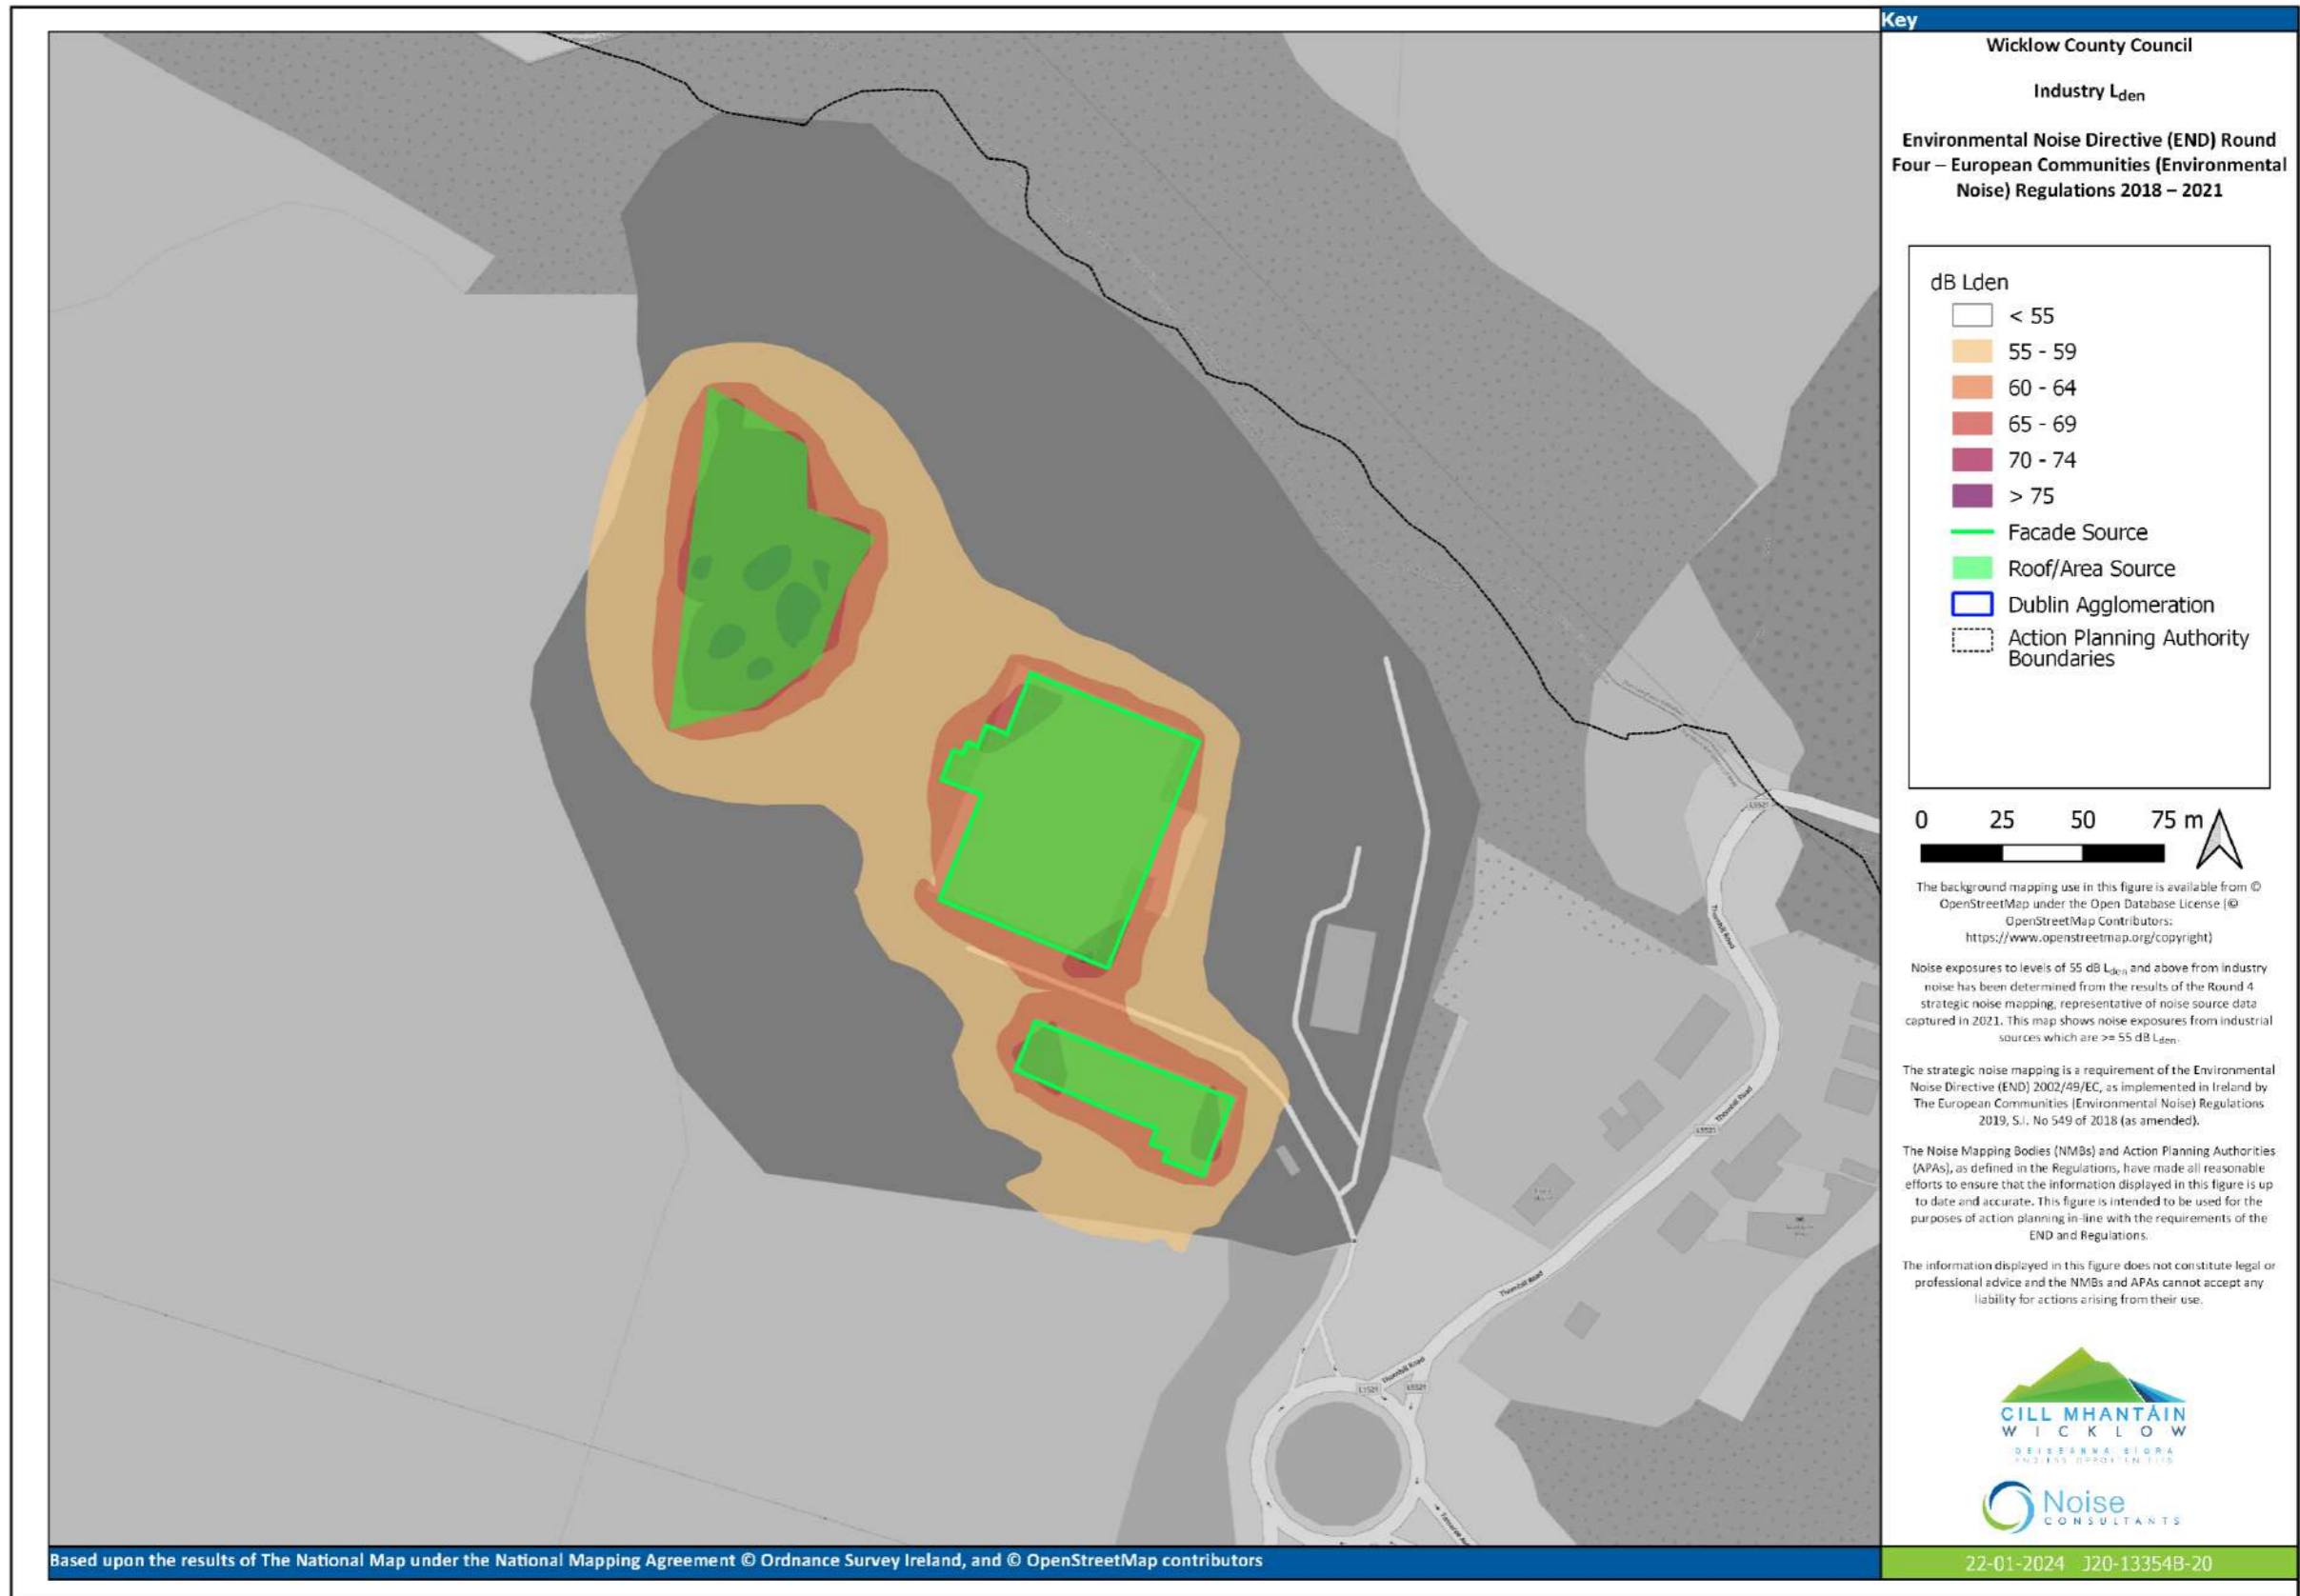 Key
Wicklow County Council
Industry Lden
Environmental Noise Directive (END) Round
Four – European Communities (Environmental
Noise) Regulations 2018 – 2021
dB Lden
< 55
55 - 59
60 - 64
65 - 69
70 - 74
> 75
Facade Source
Roof/Area Source
Dublin Agglomeration
Action Planning Authority
Boundaries
0 25 50 75 m
The background mapping use in this figure is available from ©
OpenStreetMap under the Open Database License (©
OpenStreetMap Contributors:
https://www.openstreetmap.org/copyright)
Noise exposures to levels of 55 dB Lden and above from industry
noise has been determined from the results of the Round 4
strategic noise mapping, representative of noise source data
captured in 2021. This map shows noise exposures from industrial
sources which are >= 55 dB Lden.
The strategic noise mapping is a requirement of the Environmental
Noise Directive (END) 2002/49/EC, as implemented in Ireland by
The European Communities (Environmental Noise) Regulations
2019, S.I. No 549 of 2018 (as amended).
The Noise Mapping Bodies (NMBs) and Action Planning Authorities
(APAs), as defined in the Regulations, have made all reasonable
efforts to ensure that the information displayed in this figure is up
to date and accurate. This figure is intended to be used for the
purposes of action planning in-line with the requirements of the
END and Regulations.
The information displayed in this figure does not constitute legal or
professional advice and the NMBs and APAs cannot accept any
liability for actions arising from their use.
CILL MHANTÁIN
WICKLOW
Noise
CONSULTANTS
22-01-2024 J20-13354B-20
Thornhill Road
Thornhill Road
L5521
Thornhill Road
Thornhill Road
Based upon the results of The National Map under the National Mapping Agreement © Ordnance Survey Ireland, and © OpenStreetMap contributors